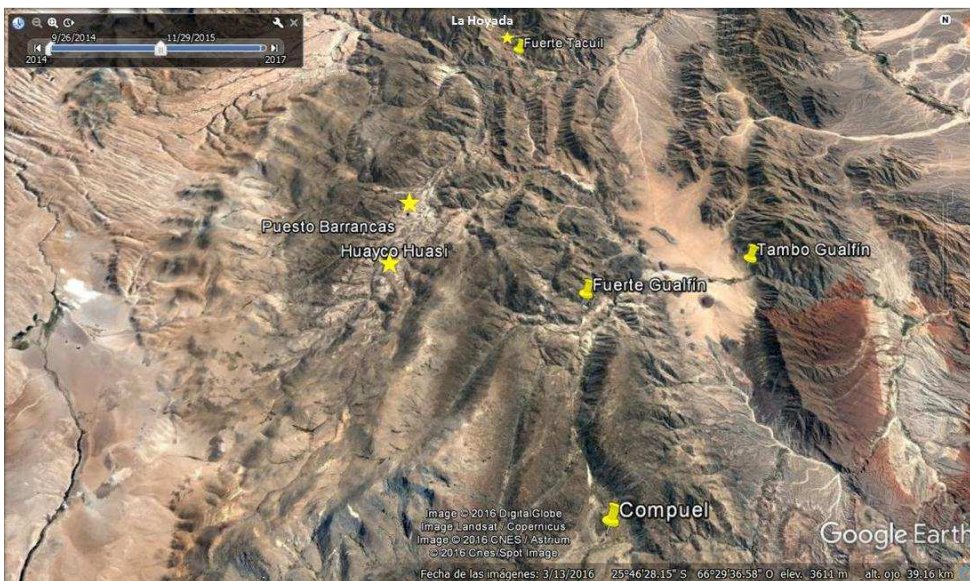 9/26/2014 11/29/2015
2014 2017
La Hoyada
N
Fuerte Tacuil
Puesto Barrancas
Huayco Huasi
Tambo Gualfín
Fuerte Gualfín
Compuel
Image © 2016 DigitalGlobe
Image Landsat / Copernicus
Image © 2016 CNES / Astrium
© 2016 Cnes/Spot Image
Google Earth
Fecha de las imágenes: 3/13/2016 25°46'28.15" S 66°29'36.58" O elev. 3611 m alt. ojo 39.16 km